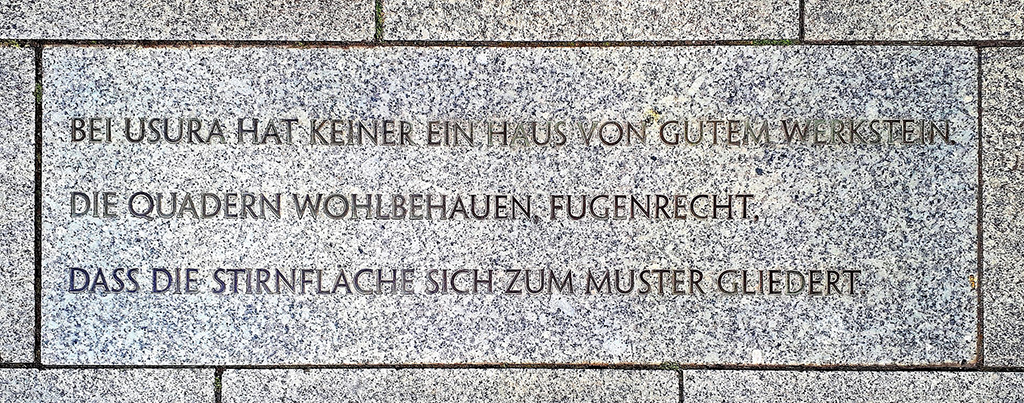 BEI USURA HAT KEINER EIN HAUS VON GUTEM WERKSTEIN.
DIE QUADERN WOHLBEHAUEN, FUGENRECHT,
DASS DIE STIRNFLÄCHE SICH ZUM MUSTER GLIEDERT.